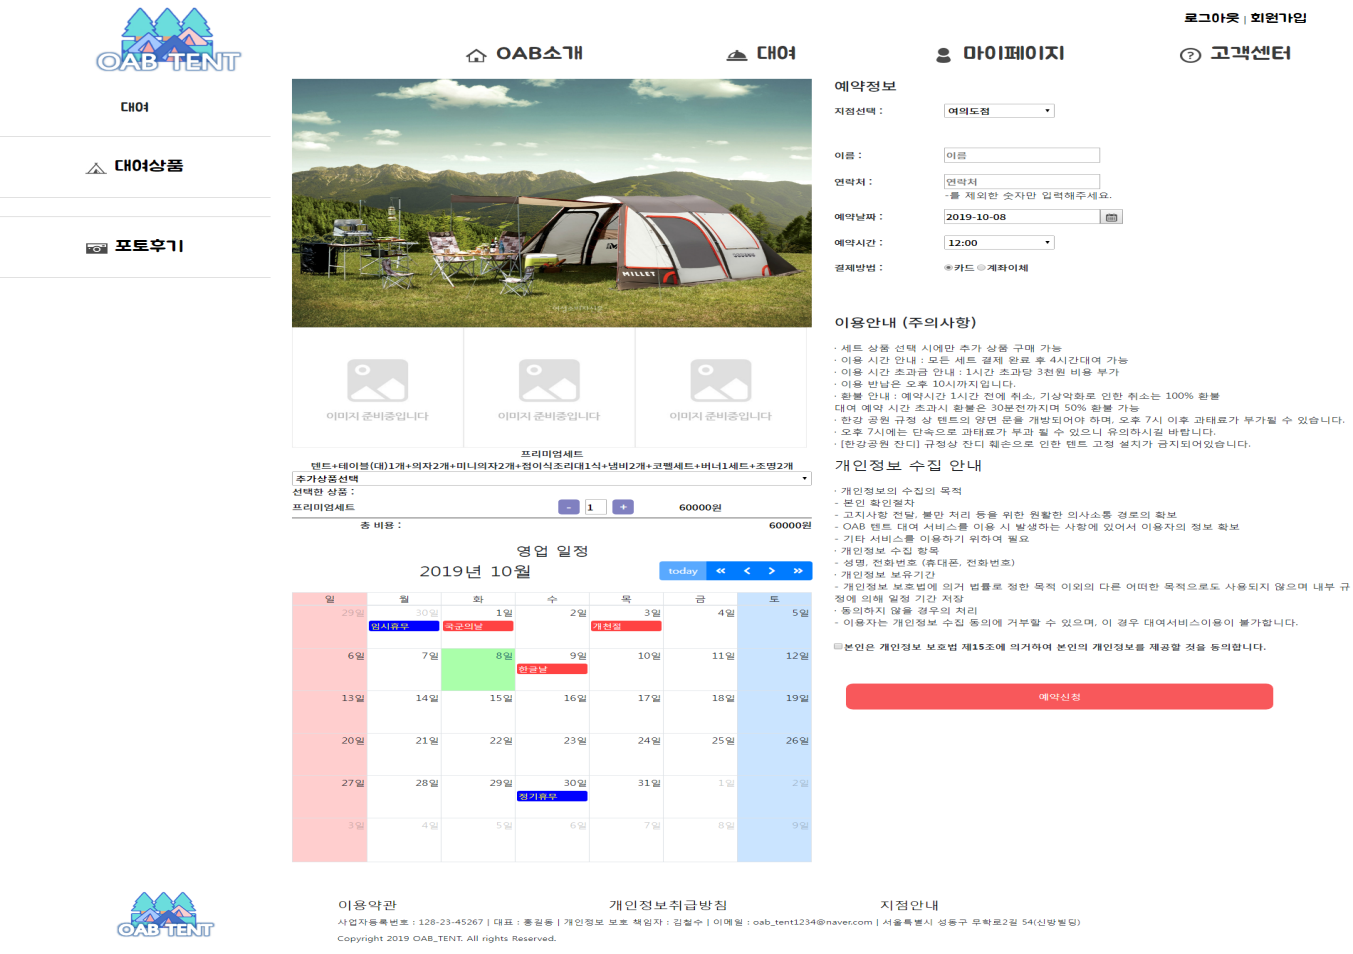 로그아웃 | 회원가입
OAB TENT
OAB소개
대여
마이페이지
고객센터
대여
대여상품
포토후기
MILLET
이미지 준비중입니다
이미지 준비중입니다
이미지 준비중입니다
프리미엄세트
텐트+테이블(대)1개+의자2개+미니의자2개+접이식조리대1식+냄비2개+코펠세트+버너1세트+조명2개
추가상품선택
선택한 상품 :
프리미엄세트 - 1 + 60000원
총 비용 : 60000원
영업 일정
2019년 10월
today
일 월 화 수 목 금 토
29일 30일 1일 2일 3일 4일 5일
임시휴무 국군의날 개천절
6일 7일 8일 9일 10일 11일 12일
한글날
13일 14일 15일 16일 17일 18일 19일
20일 21일 22일 23일 24일 25일 26일
27일 28일 29일 30일 31일 1일 2일
정기휴무
3일 4일 5일 6일 7일 8일 9일
예약정보
지점선택 : 여의도점
이름 : 이름
연락처 : 연락처
-를 제외한 숫자만 입력해주세요.
예약날짜 : 2019-10-08
예약시간 : 12:00
결제방법 : 카드 계좌이체
이용안내 (주의사항)
· 세트 상품 선택 시에만 추가 상품 구매 가능
· 이용 시간 안내 : 모든 세트 결제 완료 후 4시간대여 가능
· 이용 시간 초과금 안내 : 1시간 초과당 3천원 비용 부가
· 이용 반납은 오후 10시까지입니다.
· 환불 안내 : 예약시간 1시간 전에 취소, 기상악화로 인한 취소는 100% 환불
대여 예약 시간 초과시 환불은 30분전까지며 50% 환불 가능
· 한강 공원 규정 상 텐트의 양면 문을 개방되어야 하며, 오후 7시 이후 과태료가 부가될 수 있습니다.
· 오후 7시에는 단속으로 과태료가 부과 될 수 있으니 유의하시길 바랍니다.
· [한강공원 잔디] 규정상 잔디 훼손으로 인한 텐트 고정 설치가 금지되어있습니다.
개인정보 수집 안내
· 개인정보의 수집의 목적
- 본인 확인절차
- 고지사항 전달, 불만 처리 등을 위한 원활한 의사소통 경로의 확보
- OAB 텐트 대여 서비스를 이용 시 발생하는 사항에 있어서 이용자의 정보 확보
- 기타 서비스를 이용하기 위하여 필요
· 개인정보 수집 항목
- 성명, 전화번호 (휴대폰, 전화번호)
· 개인정보 보유기간
- 개인정보 보호법에 의거 법률로 정한 목적 이외의 다른 어떠한 목적으로도 사용되지 않으며 내부 규
정에 의해 일정 기간 저장
· 동의하지 않을 경우의 처리
- 이용자는 개인정보 수집 동의에 거부할 수 있으며, 이 경우 대여서비스이용이 불가합니다.
본인은 개인정보 보호법 제15조에 의거하여 본인의 개인정보를 제공할 것을 동의합니다.
예약신청
OAB TENT
이용약관 개인정보취급방침 지점안내
사업자등록번호 : 128-23-45267 | 대표 : 홍길동 | 개인정보 보호 책임자 : 김철수 | 이메일 : oab_tent1234@naver.com | 서울특별시 성동구 무학로2길 54(신방빌딩)
Copyright 2019 OAB_TENT. All rights Reserved.